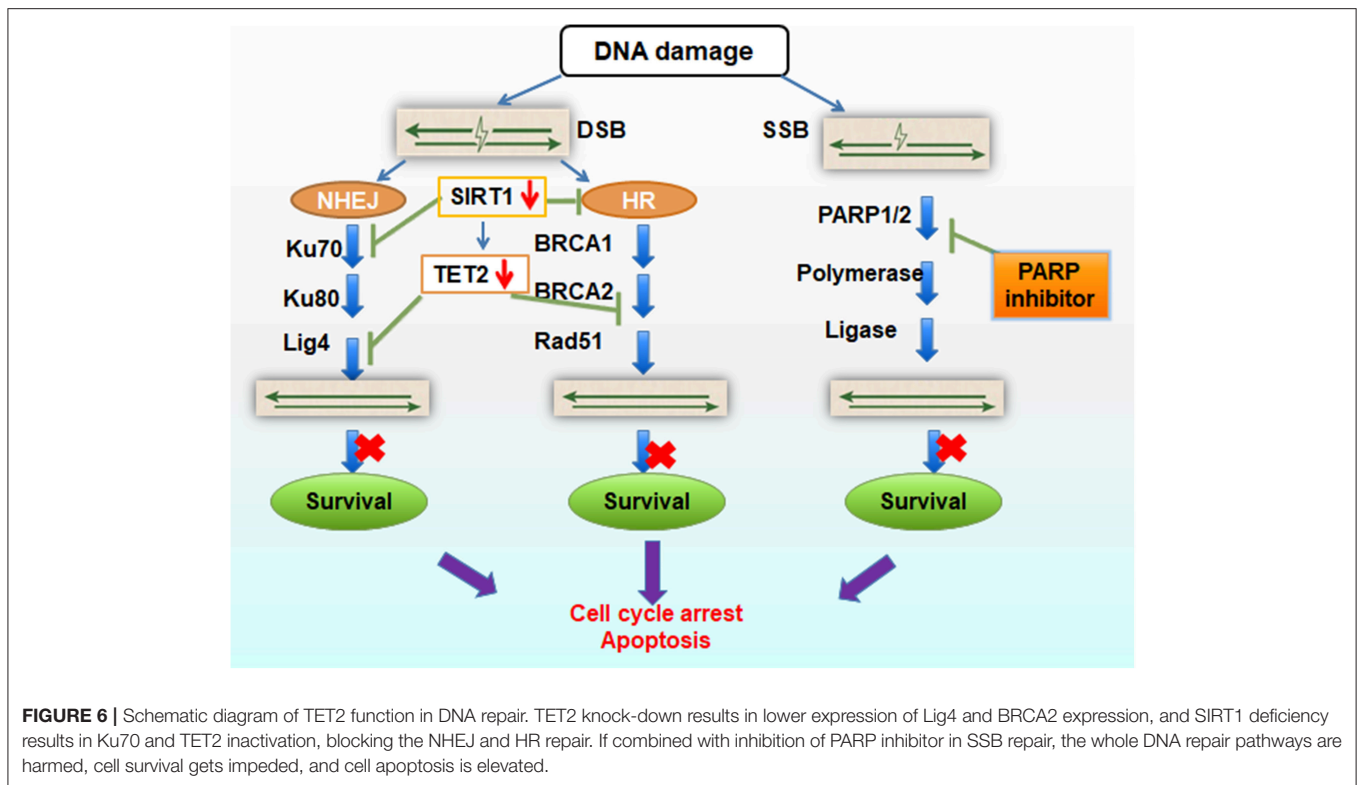 DNA damage
DSB
SSB
NHEJ
SIRT1
HR
PARP1/2
Ku70
BRCA1
TET2
PARP
inhibitor
Ku80
BRCA2
Polymerase
Lig4
Rad51
Ligase
Survival
Survival
Survival
Cell cycle arrest
Apoptosis
FIGURE 6 | Schematic diagram of TET2 function in DNA repair. TET2 knock-down results in lower expression of Lig4 and BRCA2 expression, and SIRT1 deficiency
results in Ku70 and TET2 inactivation, blocking the NHEJ and HR repair. If combined with inhibition of PARP inhibitor in SSB repair, the whole DNA repair pathways are
harmed, cell survival gets impeded, and cell apoptosis is elevated.